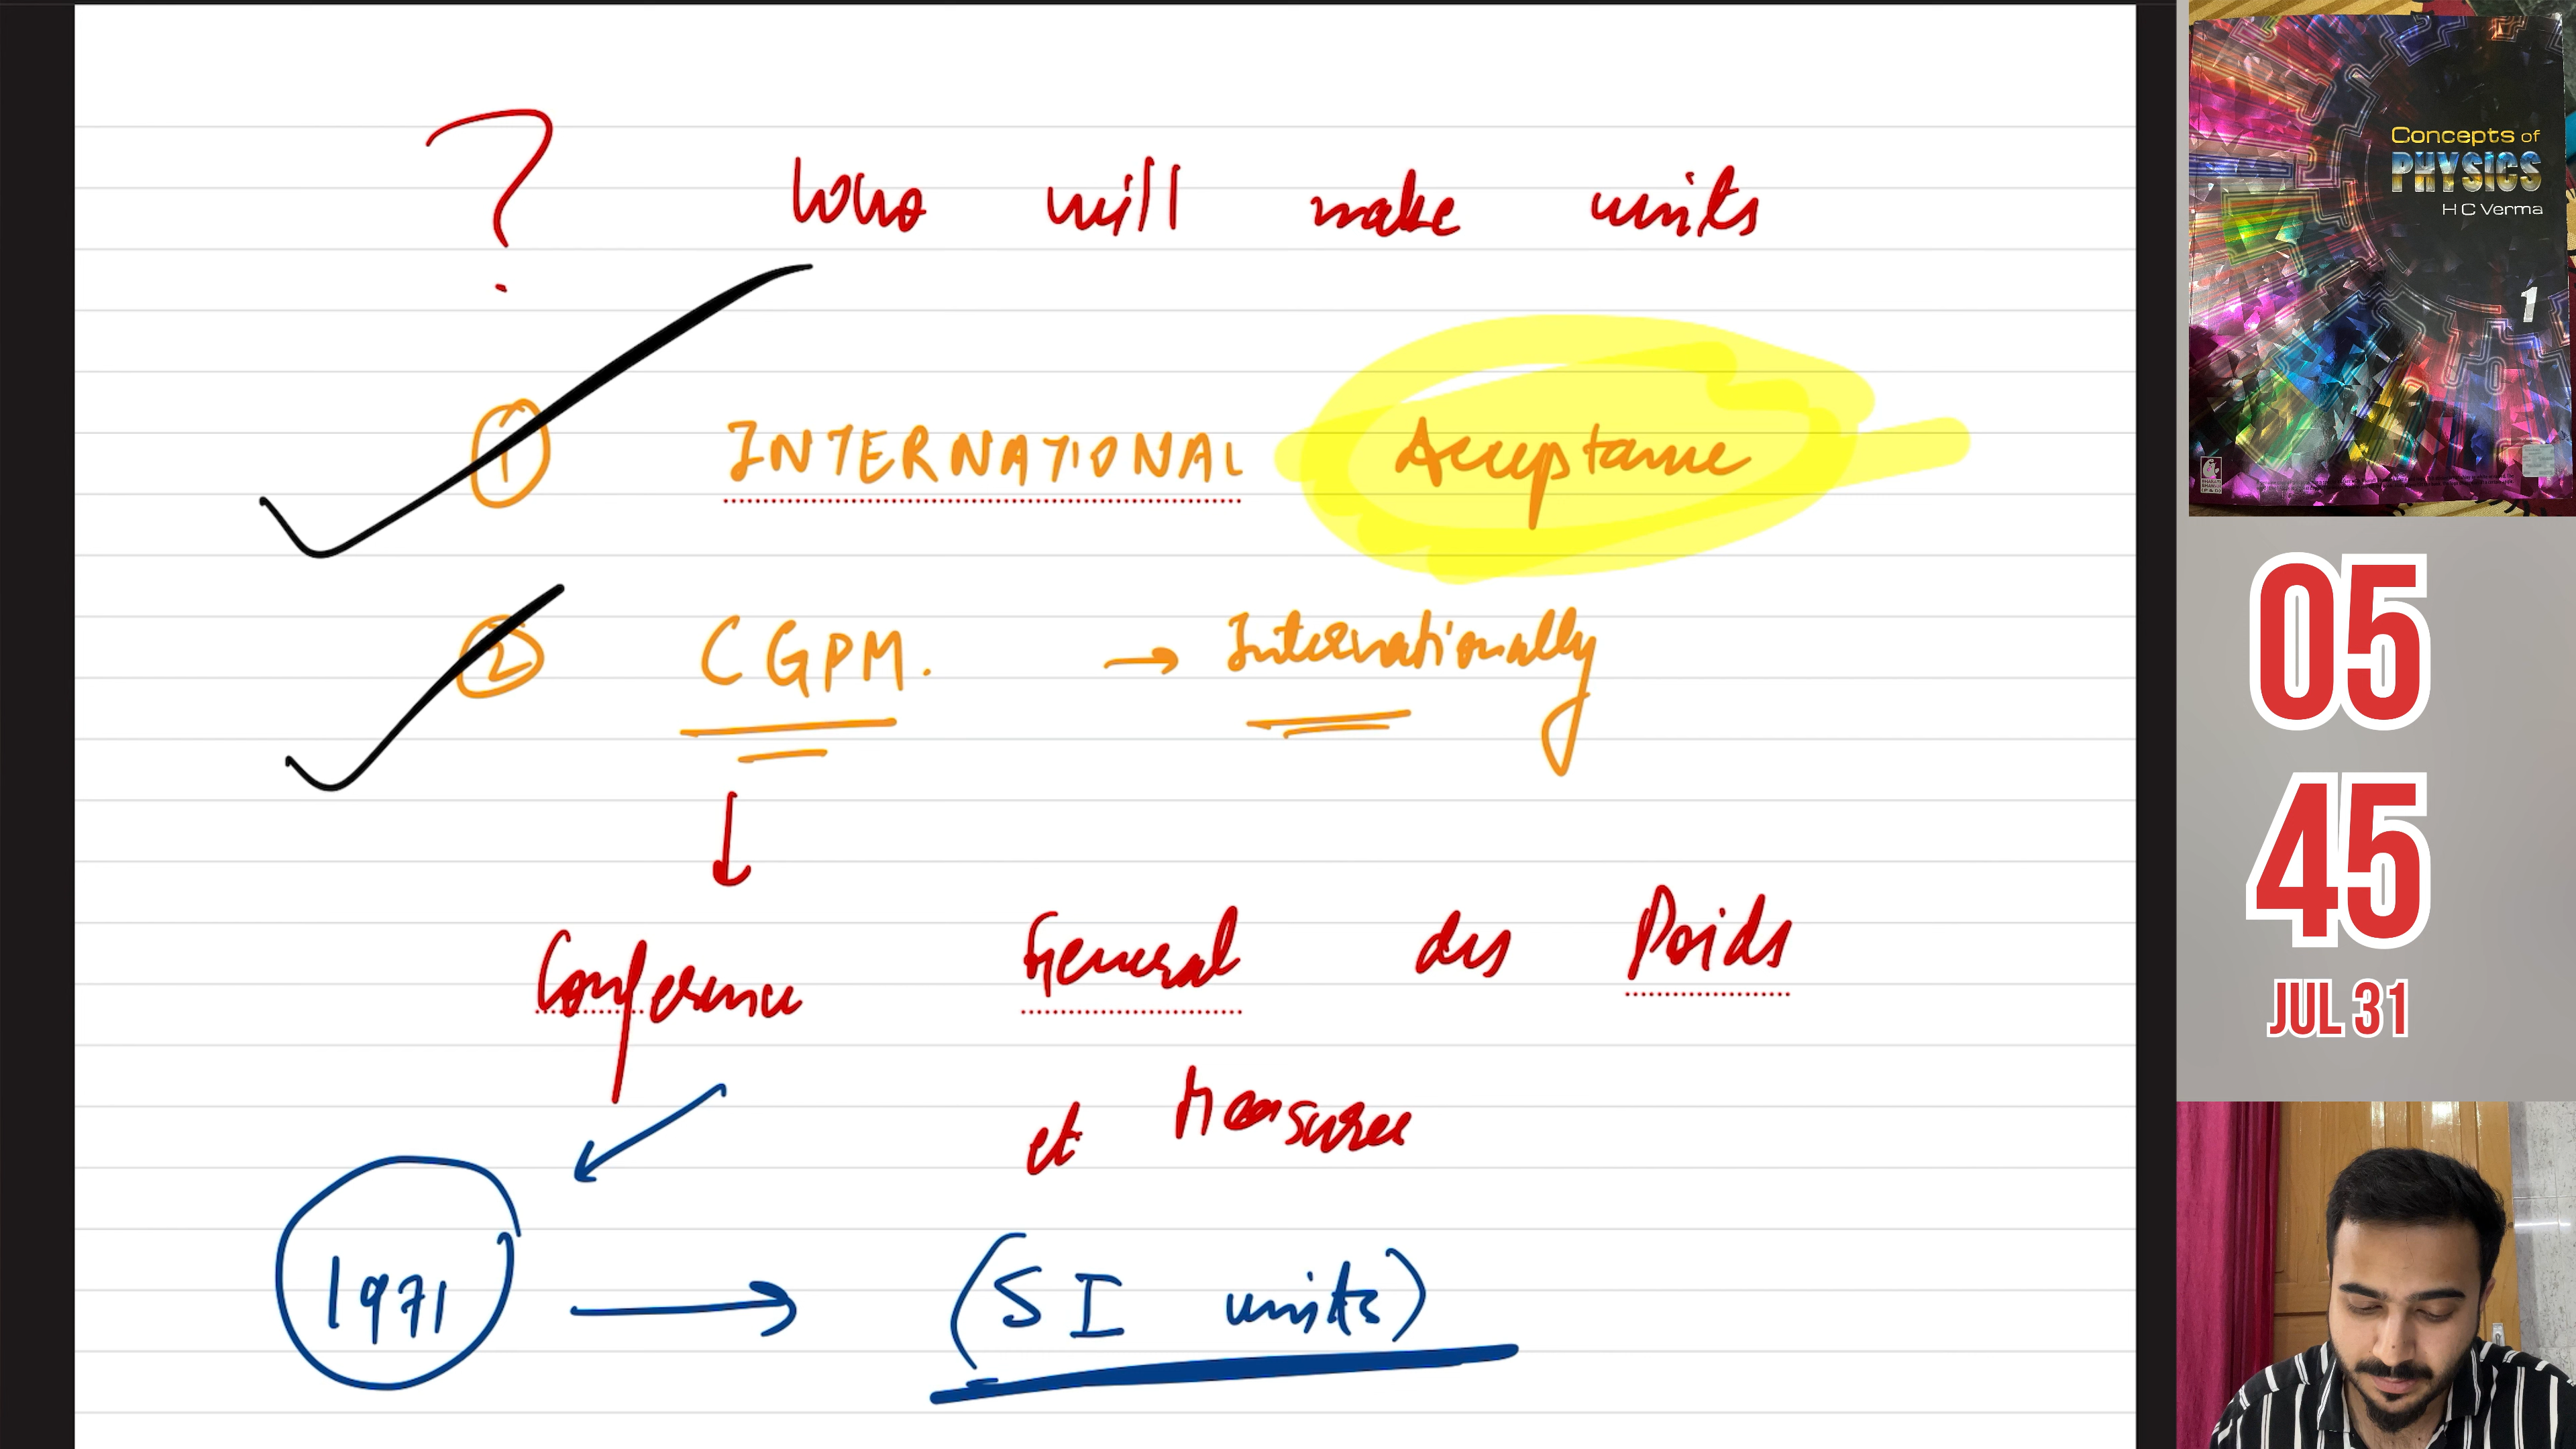 ? Who will make units
① INTERNATIONAL Acceptance
② CGPM. → Internationally
Conference General des Poids
et Measures
1971 → (SI units)
Concepts of
PHYSICS
H C Verma
1
05
45
JUL 31